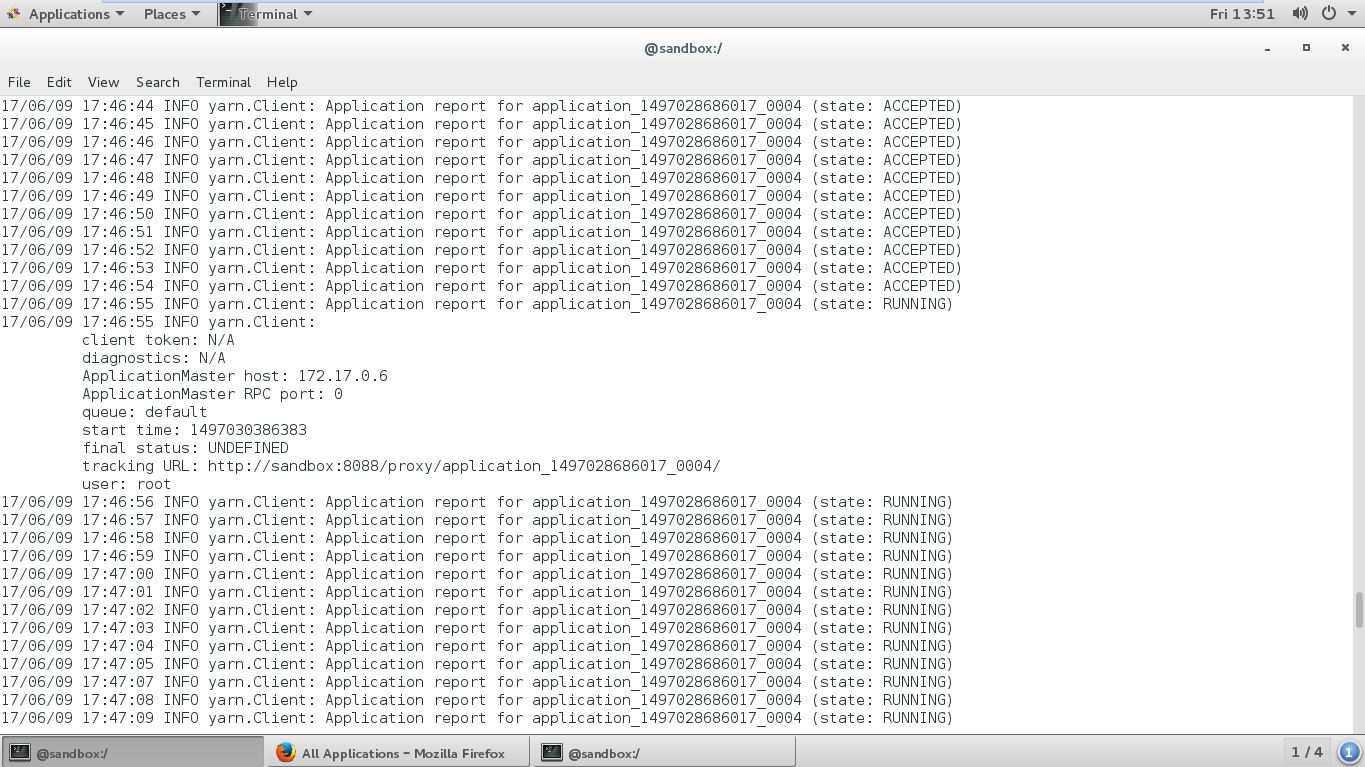 Applications Places Terminal Fri 13:51
@sandbox:/
File Edit View Search Terminal Help
17/06/09 17:46:44 INFO yarn.Client: Application report for application_1497028686017_0004 (state: ACCEPTED)
17/06/09 17:46:45 INFO yarn.Client: Application report for application_1497028686017_0004 (state: ACCEPTED)
17/06/09 17:46:46 INFO yarn.Client: Application report for application_1497028686017_0004 (state: ACCEPTED)
17/06/09 17:46:47 INFO yarn.Client: Application report for application_1497028686017_0004 (state: ACCEPTED)
17/06/09 17:46:48 INFO yarn.Client: Application report for application_1497028686017_0004 (state: ACCEPTED)
17/06/09 17:46:49 INFO yarn.Client: Application report for application_1497028686017_0004 (state: ACCEPTED)
17/06/09 17:46:50 INFO yarn.Client: Application report for application_1497028686017_0004 (state: ACCEPTED)
17/06/09 17:46:51 INFO yarn.Client: Application report for application_1497028686017_0004 (state: ACCEPTED)
17/06/09 17:46:52 INFO yarn.Client: Application report for application_1497028686017_0004 (state: ACCEPTED)
17/06/09 17:46:53 INFO yarn.Client: Application report for application_1497028686017_0004 (state: ACCEPTED)
17/06/09 17:46:54 INFO yarn.Client: Application report for application_1497028686017_0004 (state: ACCEPTED)
17/06/09 17:46:55 INFO yarn.Client: Application report for application_1497028686017_0004 (state: RUNNING)
17/06/09 17:46:55 INFO yarn.Client:
client token: N/A
diagnostics: N/A
ApplicationMaster host: 172.17.0.6
ApplicationMaster RPC port: 0
queue: default
start time: 1497030386383
final status: UNDEFINED
tracking URL: http://sandbox:8088/proxy/application_1497028686017_0004/
user: root
17/06/09 17:46:56 INFO yarn.Client: Application report for application_1497028686017_0004 (state: RUNNING)
17/06/09 17:46:57 INFO yarn.Client: Application report for application_1497028686017_0004 (state: RUNNING)
17/06/09 17:46:58 INFO yarn.Client: Application report for application_1497028686017_0004 (state: RUNNING)
17/06/09 17:46:59 INFO yarn.Client: Application report for application_1497028686017_0004 (state: RUNNING)
17/06/09 17:47:00 INFO yarn.Client: Application report for application_1497028686017_0004 (state: RUNNING)
17/06/09 17:47:01 INFO yarn.Client: Application report for application_1497028686017_0004 (state: RUNNING)
17/06/09 17:47:02 INFO yarn.Client: Application report for application_1497028686017_0004 (state: RUNNING)
17/06/09 17:47:03 INFO yarn.Client: Application report for application_1497028686017_0004 (state: RUNNING)
17/06/09 17:47:04 INFO yarn.Client: Application report for application_1497028686017_0004 (state: RUNNING)
17/06/09 17:47:05 INFO yarn.Client: Application report for application_1497028686017_0004 (state: RUNNING)
17/06/09 17:47:07 INFO yarn.Client: Application report for application_1497028686017_0004 (state: RUNNING)
17/06/09 17:47:08 INFO yarn.Client: Application report for application_1497028686017_0004 (state: RUNNING)
17/06/09 17:47:09 INFO yarn.Client: Application report for application_1497028686017_0004 (state: RUNNING)
@sandbox:/ All Applications – Mozilla Firefox @sandbox:/ 1 / 4 1